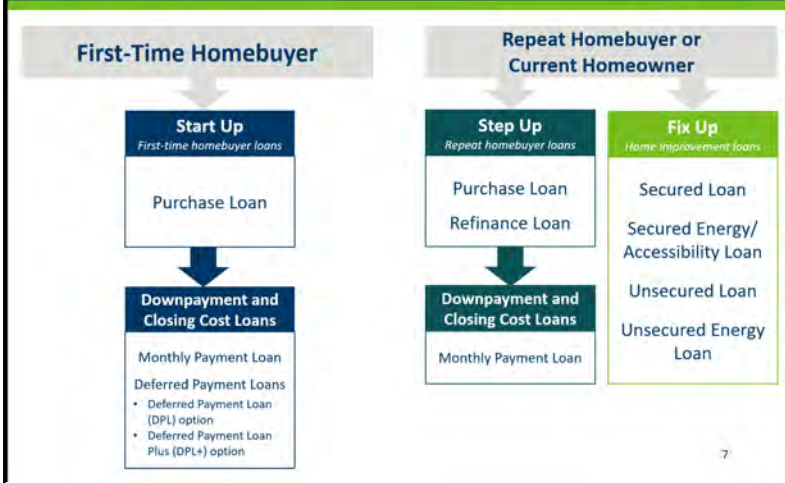 First-Time Homebuyer
Start Up
First-time homebuyer loans
Purchase Loan
Downpayment and
Closing Cost Loans
Monthly Payment Loan
Deferred Payment Loans
• Deferred Payment Loan
(DPL) option
• Deferred Payment Loan
Plus (DPL+) option
Repeat Homebuyer or
Current Homeowner
Step Up
Repeat homebuyer loans
Purchase Loan
Refinance Loan
Downpayment and
Closing Cost Loans
Monthly Payment Loan
Fix Up
Home improvement loans
Secured Loan
Secured Energy/
Accessibility Loan
Unsecured Loan
Unsecured Energy
Loan
7